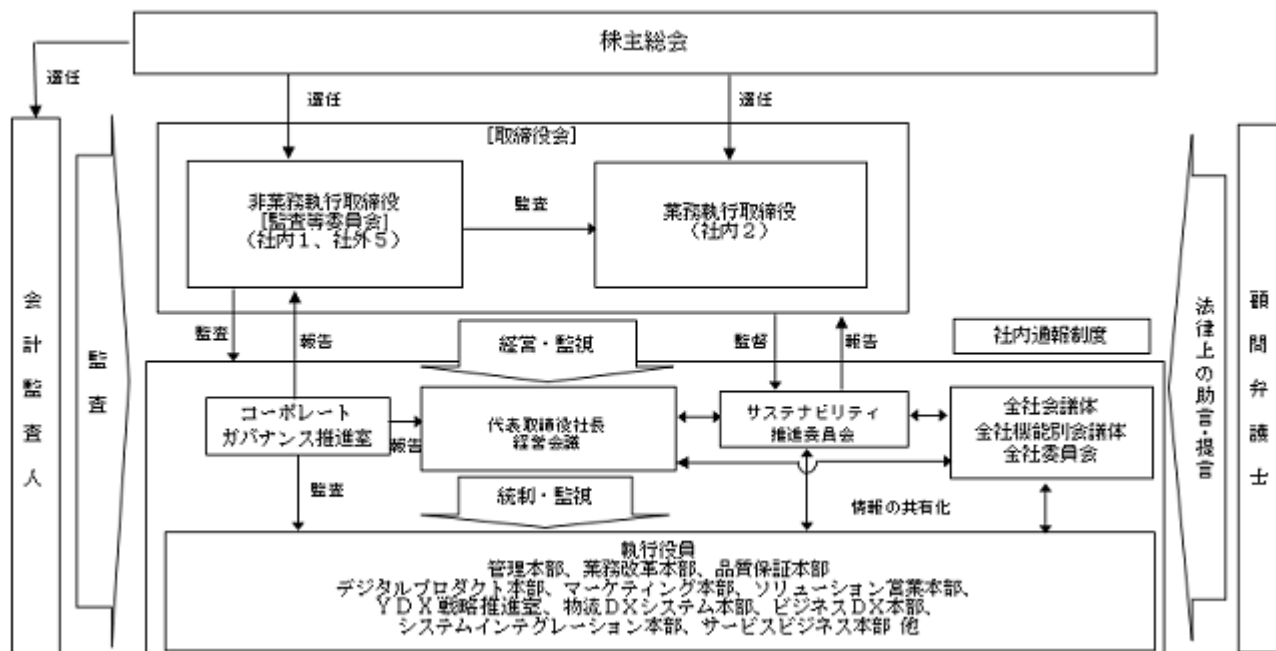 株主総会
選任
選任
選任
[取締役会]
非業務執行取締役
[監査等委員会]
(社内1、社外5)
監査
業務執行取締役
(社内2)
会計監査人
監査
監査
報告
経営・監視
監督
報告
社内通報制度
法律上の助言・提言
顧問弁護士
コーポレート
ガバナンス推進室
報告
代表取締役社長
経営会議
サステナビリティ
推進委員会
全社会議体
全社機能別会議体
全社委員会
監査
統制・監視
情報の共有化
執行役員
管理本部、業務改革本部、品質保証本部
デジタルプロダクト本部、マーケティング本部、ソリューション営業本部、
YDX戦略推進室、物流DXシステム本部、ビジネスDX本部、
システムインテグレーション本部、サービスビジネス本部 他